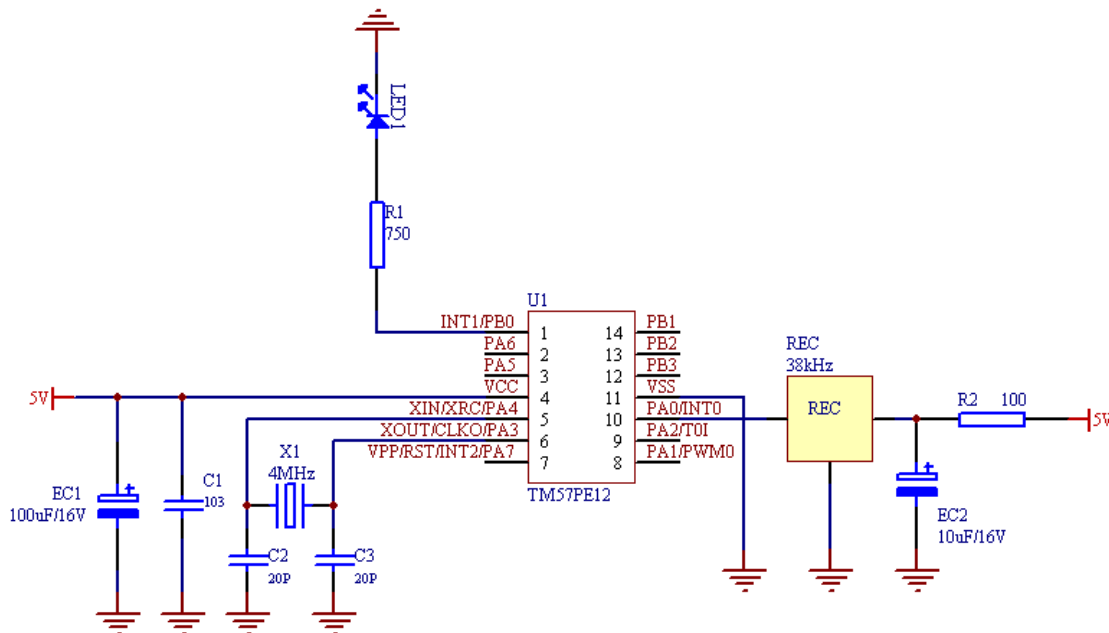 LED1
R1
750
U1
INT1/PB0
1
14
PB1
PA6
2
13
PB2
PA5
3
12
PB3
VCC
4
11
VSS
XIN/XRC/PA4
5
10
PA0/INT0
XOUT/CLKO/PA3
6
9
PA2/T0I
VPP/RST/INT2/PA7
7
8
PA1/PWM0
TM57PE12
5V
EC1
100uF/16V
C1
103
X1
4MHz
C2
20P
C3
20P
REC
38kHz
REC
R2 100
5V
EC2
10uF/16V